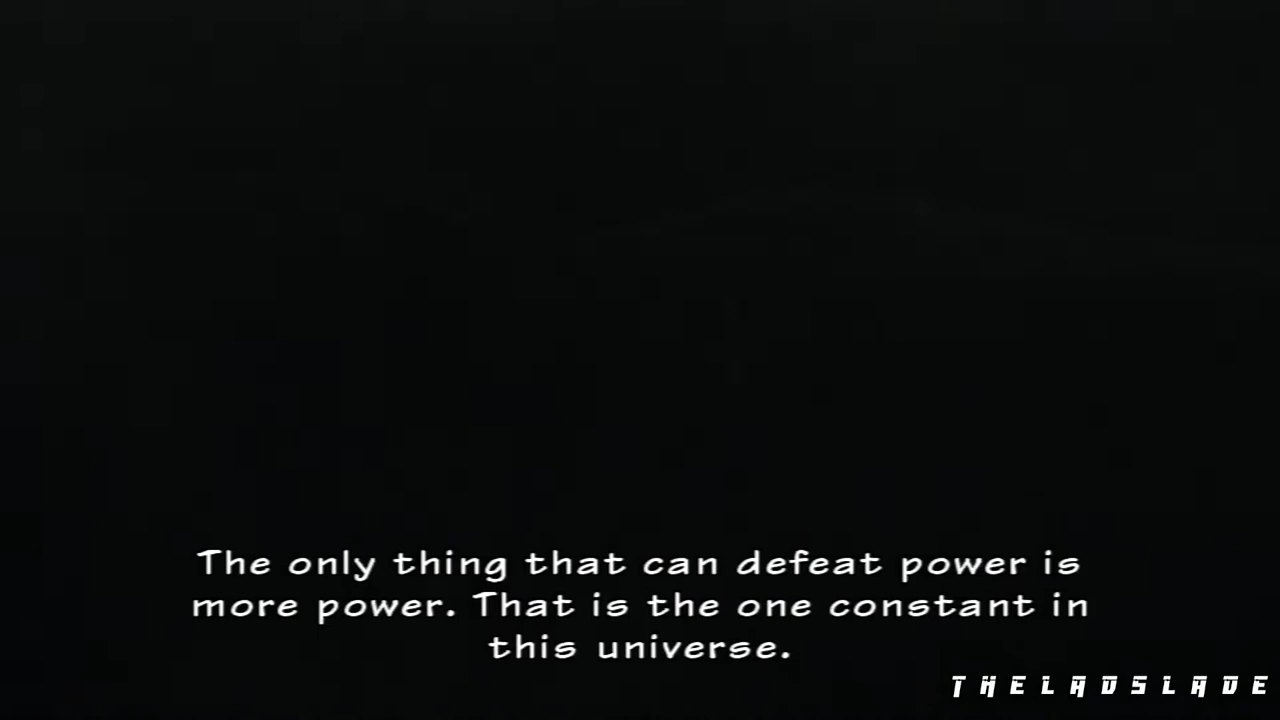 The only thing that can defeat power is
more power. That is the one constant in
this universe.
THELADSLADE